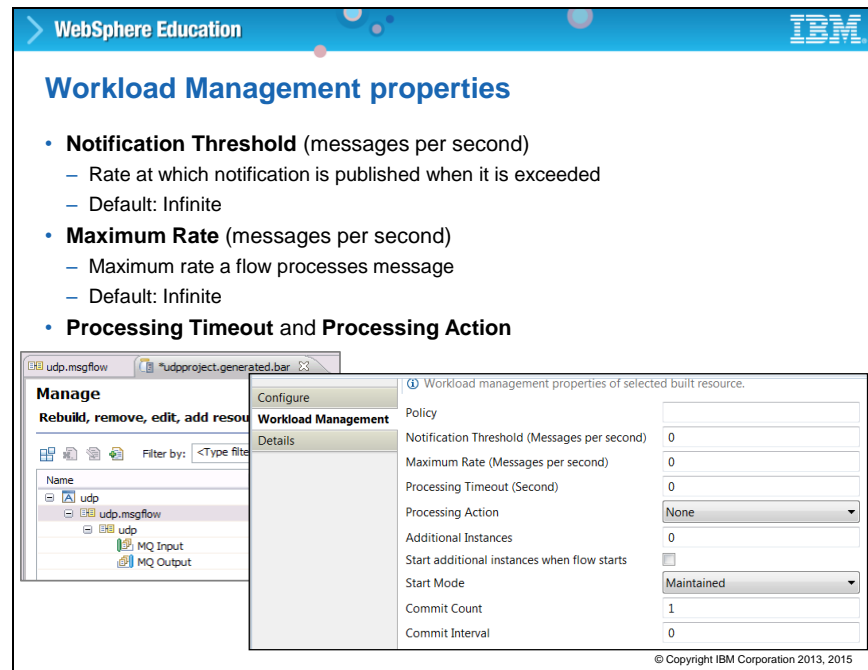 WebSphere Education
IBM
Workload Management properties
• Notification Threshold (messages per second)
– Rate at which notification is published when it is exceeded
– Default: Infinite
• Maximum Rate (messages per second)
– Maximum rate a flow processes message
– Default: Infinite
• Processing Timeout and Processing Action
udp.msgflow
*udpproject.generated.bar
Manage
Rebuild, remove, edit, add resou
Filter by: <Type filte
Name
udp
udp.msgflow
udp
MQ Input
MQ Output
Configure
Workload Management
Details
Workload management properties of selected built resource.
Policy
Notification Threshold (Messages per second) 0
Maximum Rate (Messages per second) 0
Processing Timeout (Second) 0
Processing Action None
Additional Instances 0
Start additional instances when flow starts
Start Mode Maintained
Commit Count 1
Commit Interval 0
© Copyright IBM Corporation 2013, 2015